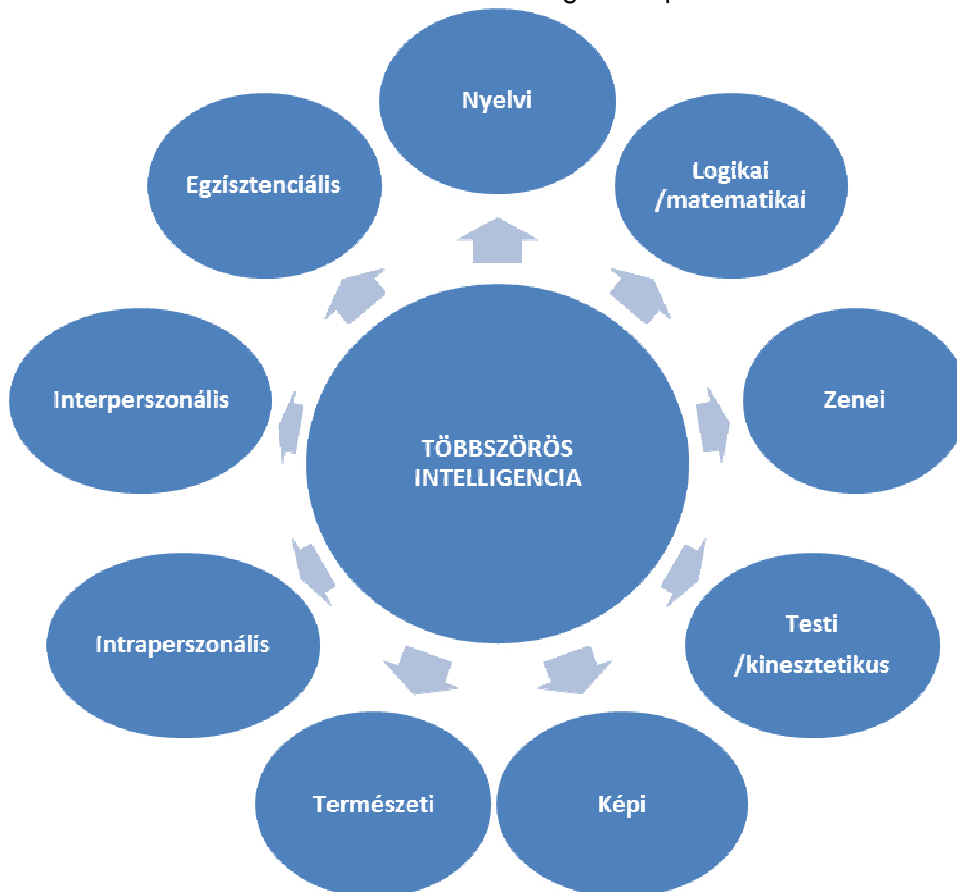 Nyelvi
Logikai
/matematikai
Zenei
Testi
/kinesztetikus
Képi
Természeti
Intraperszonális
Interperszonális
Egzisztenciális
TÖBBSZÖRÖS
INTELLIGENCIA